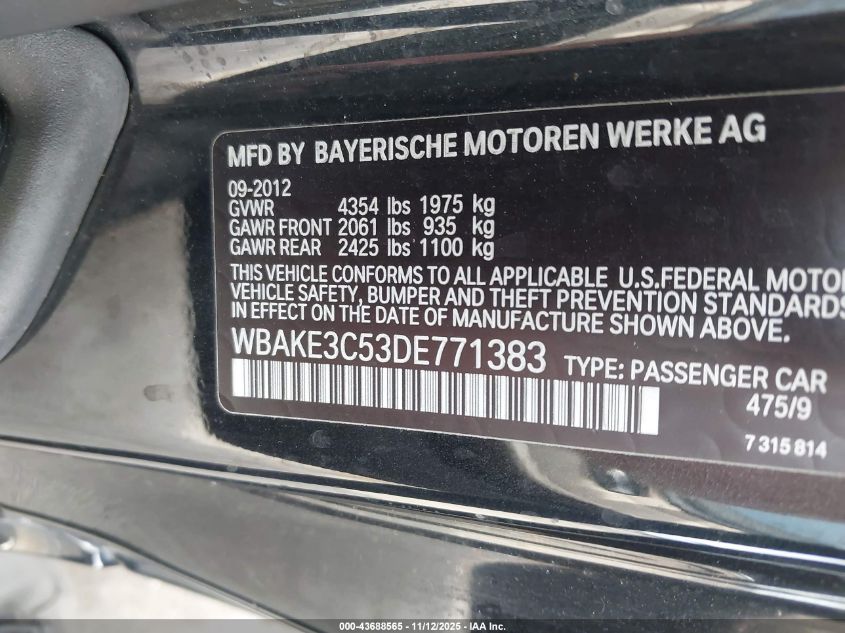 MFD BY BAYERISCHE MOTOREN WERKE AG
09-2012
GVWR 4354 lbs 1975 kg
GAWR FRONT 2061 lbs 935 kg
GAWR REAR 2425 lbs 1100 kg
THIS VEHICLE CONFORMS TO ALL APPLICABLE U.S.FEDERAL MOTO
VEHICLE SAFETY, BUMPER AND THEFT PREVENTION STANDARDS
IN EFFECT ON THE DATE OF MANUFACTURE SHOWN ABOVE.
WBAKE3C53DE771383 TYPE: PASSENGER CAR
475/9
7 315 814
000-43688565 - 11/12/2025 - IAA Inc.